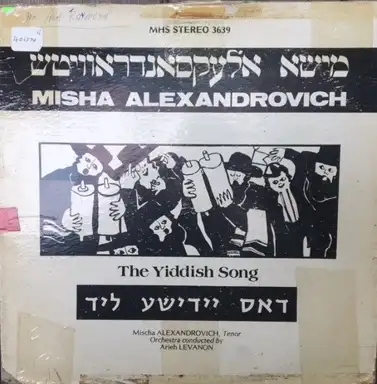 MHS STEREO 3639
מישא אלעקסאנדראוויטש
MISHA ALEXANDROVICH
The Yiddish Song
דאס יידישע ליד
Mischa ALEXANDROVICH, Tenor
Orchestra conducted by
Arieh LEVANON